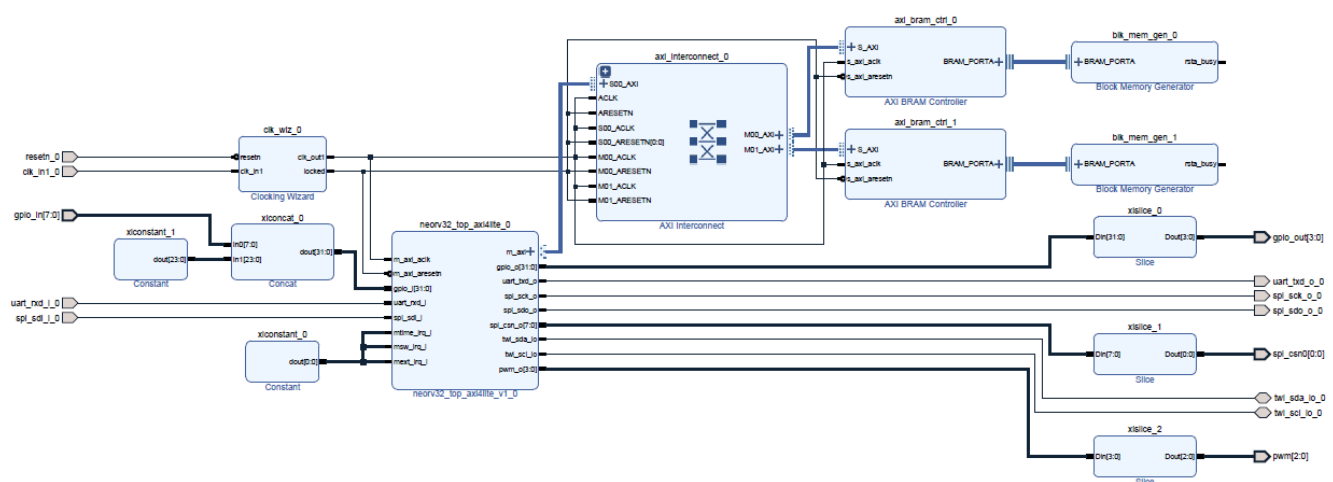 axi_bram_ctrl_0
S_AXI
s_axi_aclk
s_axi_aresetn
BRAM_PORTA
AXI BRAM Controller
blk_mem_gen_0
BRAM_PORTA
rsta_busy
Block Memory Generator
axi_interconnect_0
S00_AXI
ACLK
ARESETN
S00_ACLK
S00_ARESETN[0:0]
M00_ACLK
M00_ARESETN
M01_ACLK
M01_ARESETN
M00_AXI
M01_AXI
AXI Interconnect
axi_bram_ctrl_1
S_AXI
s_axi_aclk
s_axi_aresetn
BRAM_PORTA
AXI BRAM Controller
blk_mem_gen_1
BRAM_PORTA
rsta_busy
Block Memory Generator
clk_wiz_0
resetn_0
clk_in1_0
resetn
clk_in1
clk_out1
locked
Clocking Wizard
gpio_in[7:0]
xlconstant_1
dout[23:0]
Constant
xlconcat_0
In0[7:0]
In1[23:0]
dout[31:0]
Concat
uart_rxd_i_0
spi_sdi_i_0
xlconstant_0
dout[0:0]
Constant
neorv32_top_axi4lite_0
m_axi_aclk
m_axi_aresetn
gpio_i[31:0]
uart_rxd_i
spi_sdi_i
mtime_irq_i
msw_irq_i
mext_irq_i
m_axi
gpio_o[31:0]
uart_txd_o
spi_sck_o
spi_sdo_o
spi_csn_o[7:0]
twi_sda_io
twi_scl_io
pwm_o[3:0]
neorv32_top_axi4lite_v1_0
xlslice_0
Din[31:0]
Dout[3:0]
Slice
gpio_out[3:0]
uart_txd_o_0
spi_sck_o_0
spi_sdo_o_0
xlslice_1
Din[7:0]
Dout[0:0]
Slice
spi_csn0[0:0]
twi_sda_io_0
twi_scl_io_0
xlslice_2
Din[3:0]
Dout[2:0]
Slice
pwm[2:0]